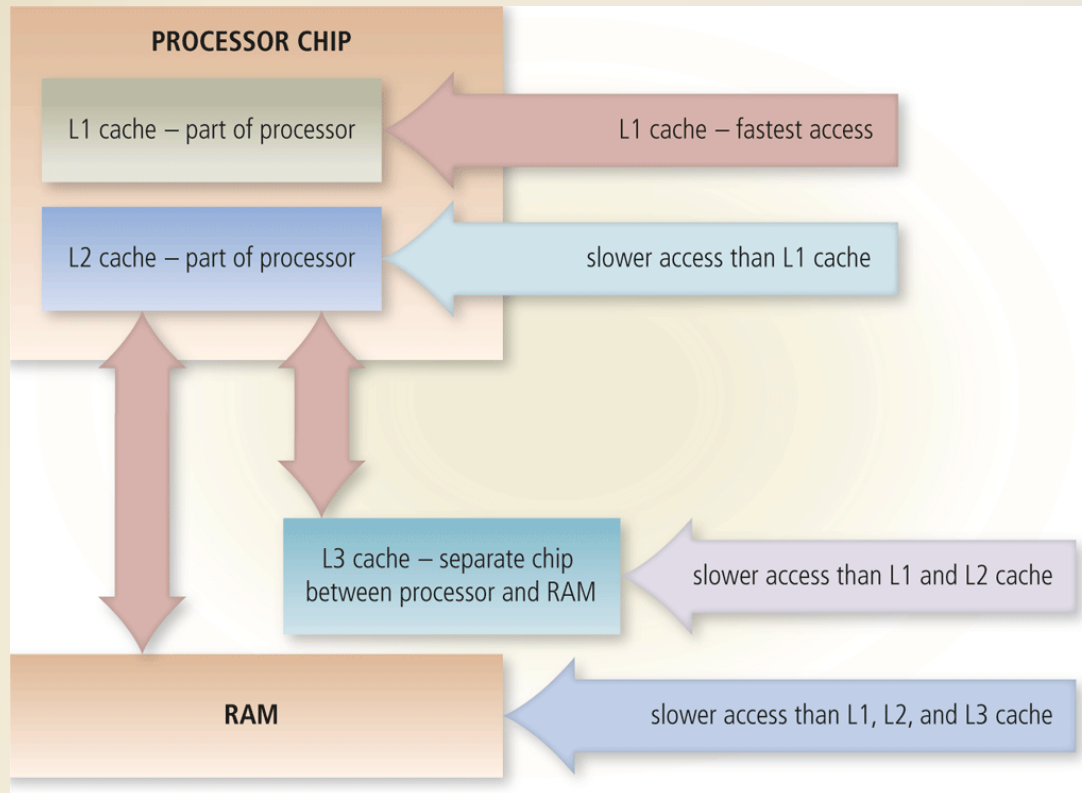 PROCESSOR CHIP
L1 cache – part of processor
L1 cache – fastest access
L2 cache – part of processor
slower access than L1 cache
L3 cache – separate chip
between processor and RAM
slower access than L1 and L2 cache
RAM
slower access than L1, L2, and L3 cache